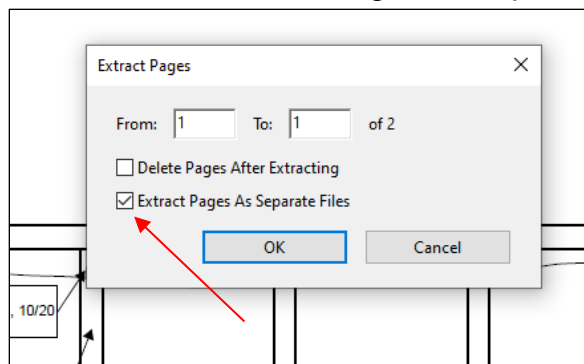 Extract Pages
From: 1 To: 1 of 2
Delete Pages After Extracting
Extract Pages As Separate Files
OK Cancel
, 10/20